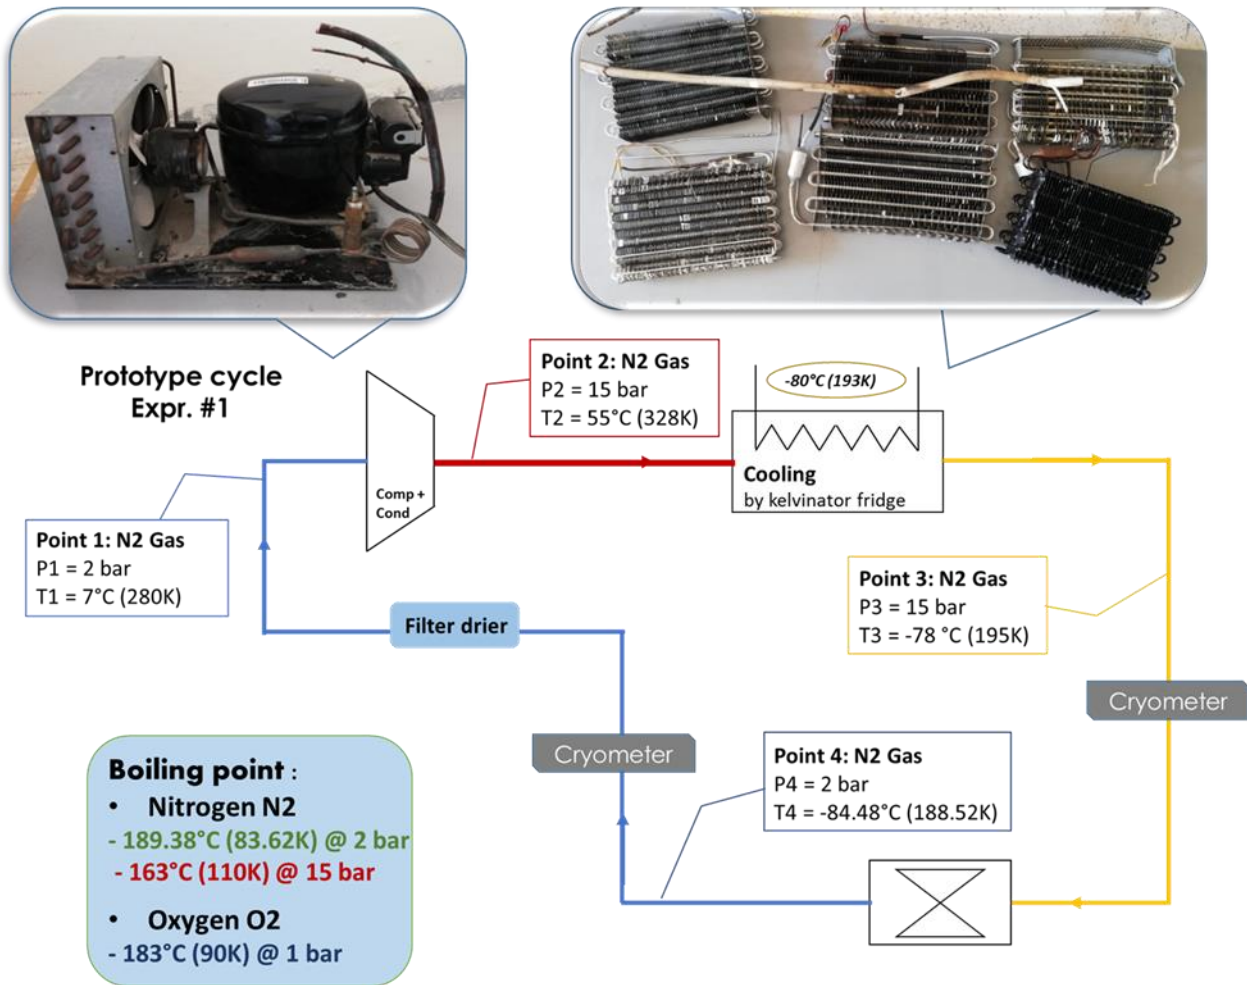 Prototype cycle
Expr. #1
Point 2: N2 Gas
P2 = 15 bar
T2 = 55°C (328K)
-80°C (193K)
Cooling
by kelvinator fridge
Comp +
Cond
Point 1: N2 Gas
P1 = 2 bar
T1 = 7°C (280K)
Filter drier
Point 3: N2 Gas
P3 = 15 bar
T3 = -78 °C (195K)
Cryometer
Cryometer
Point 4: N2 Gas
P4 = 2 bar
T4 = -84.48°C (188.52K)
Boiling point :
• Nitrogen N2
- 189.38°C (83.62K) @ 2 bar
- 163°C (110K) @ 15 bar
• Oxygen O2
- 183°C (90K) @ 1 bar